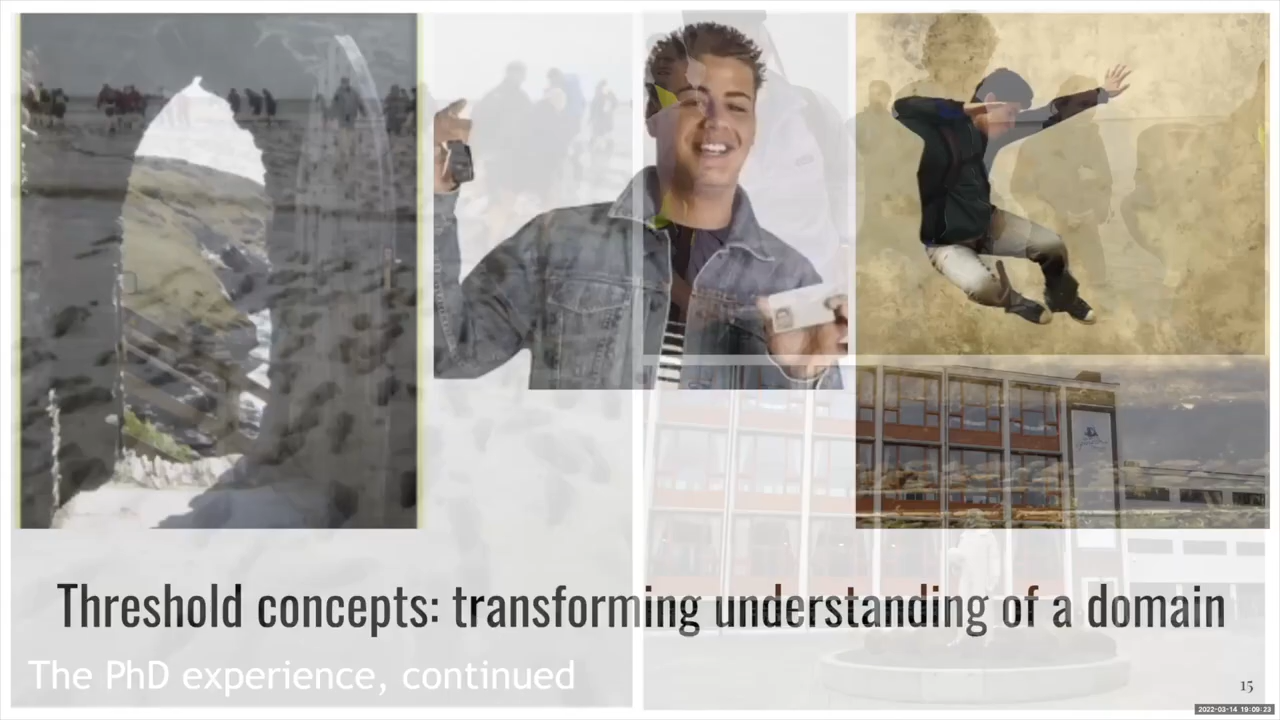 Threshold concepts: transforming understanding of a domain
The PhD experience, continued
15
2022-03-14 19:09:23